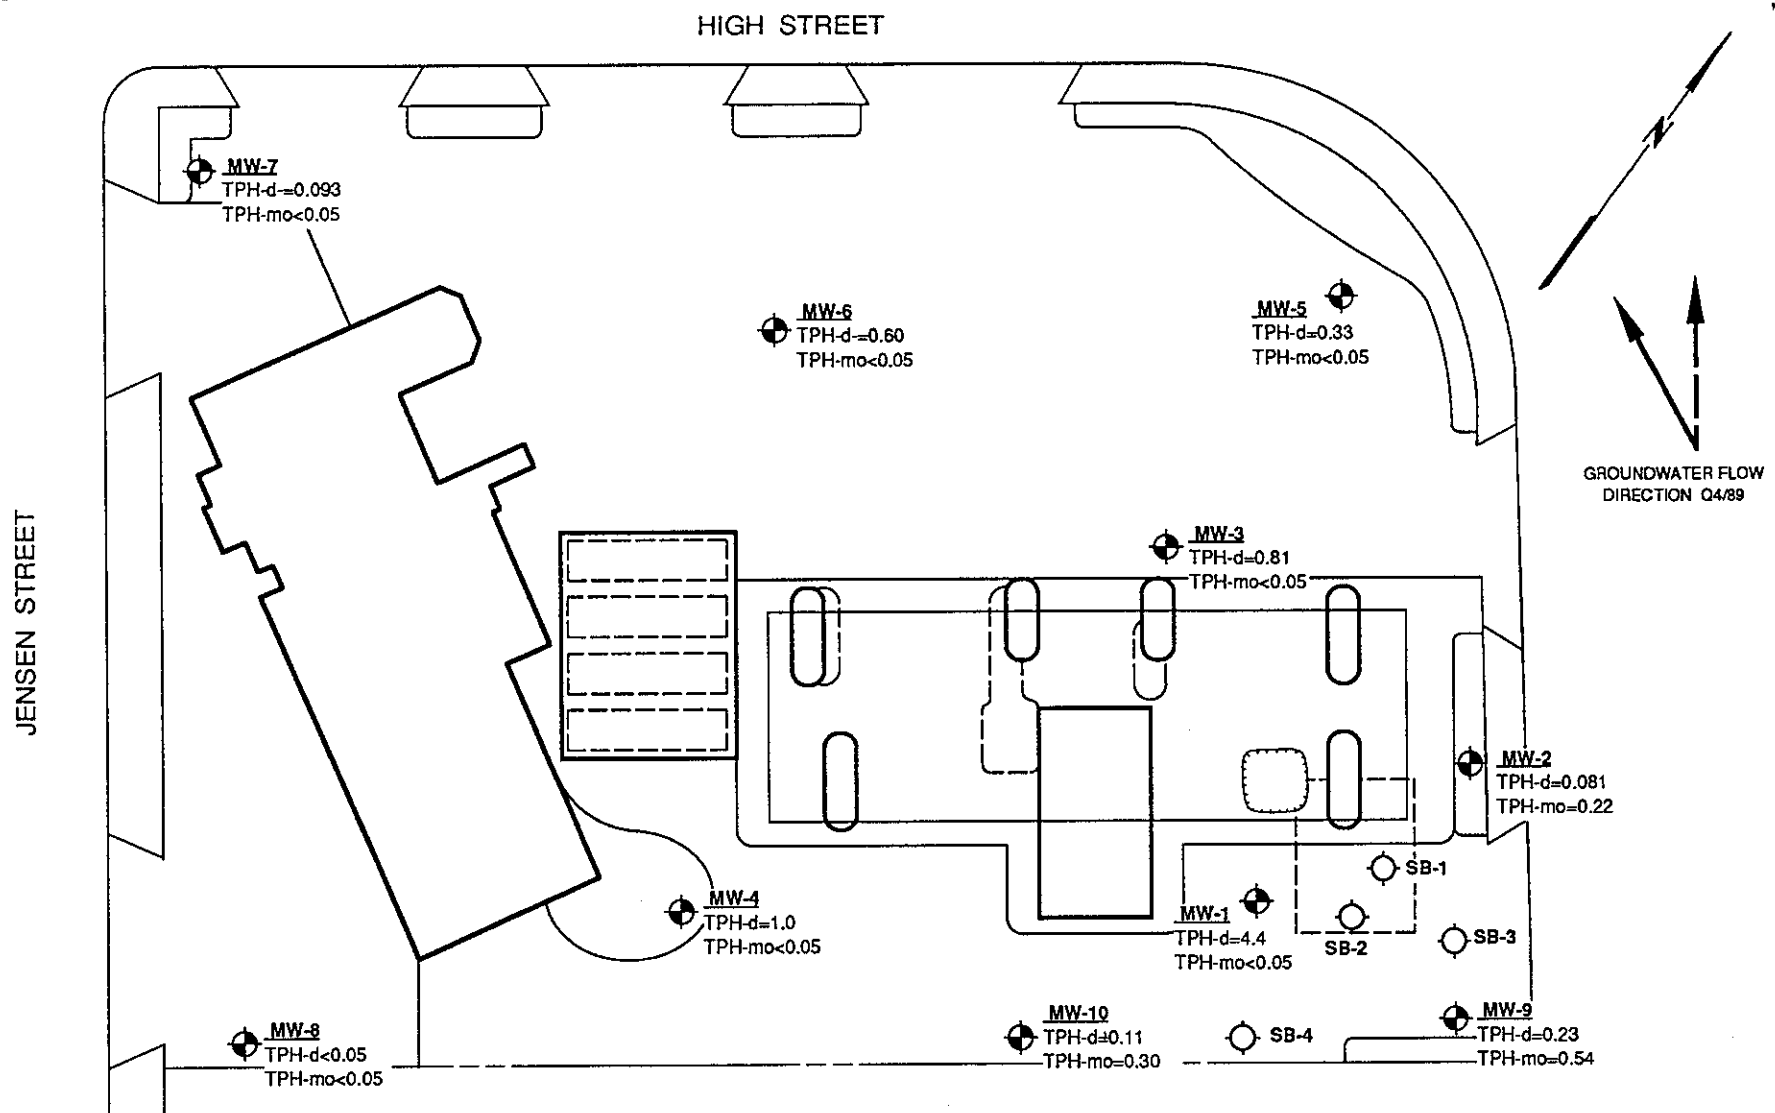 HIGH STREET
N
MW-7
TPH-d-=0.093
TPH-mo<0.05
MW-6
TPH-d-=0.60
TPH-mo<0.05
MW-5
TPH-d=0.33
TPH-mo<0.05
GROUNDWATER FLOW
DIRECTION Q4/89
JENSEN STREET
MW-3
TPH-d=0.81
TPH-mo<0.05
MW-2
TPH-d=0.081
TPH-mo=0.22
SB-1
MW-4
TPH-d=1.0
TPH-mo<0.05
MW-1
TPH-d=4.4
TPH-mo<0.05
SB-2
SB-3
MW-8
TPH-d<0.05
TPH-mo<0.05
MW-10
TPH-d=0.11
TPH-mo=0.30
SB-4
MW-9
TPH-d=0.23
TPH-mo=0.54